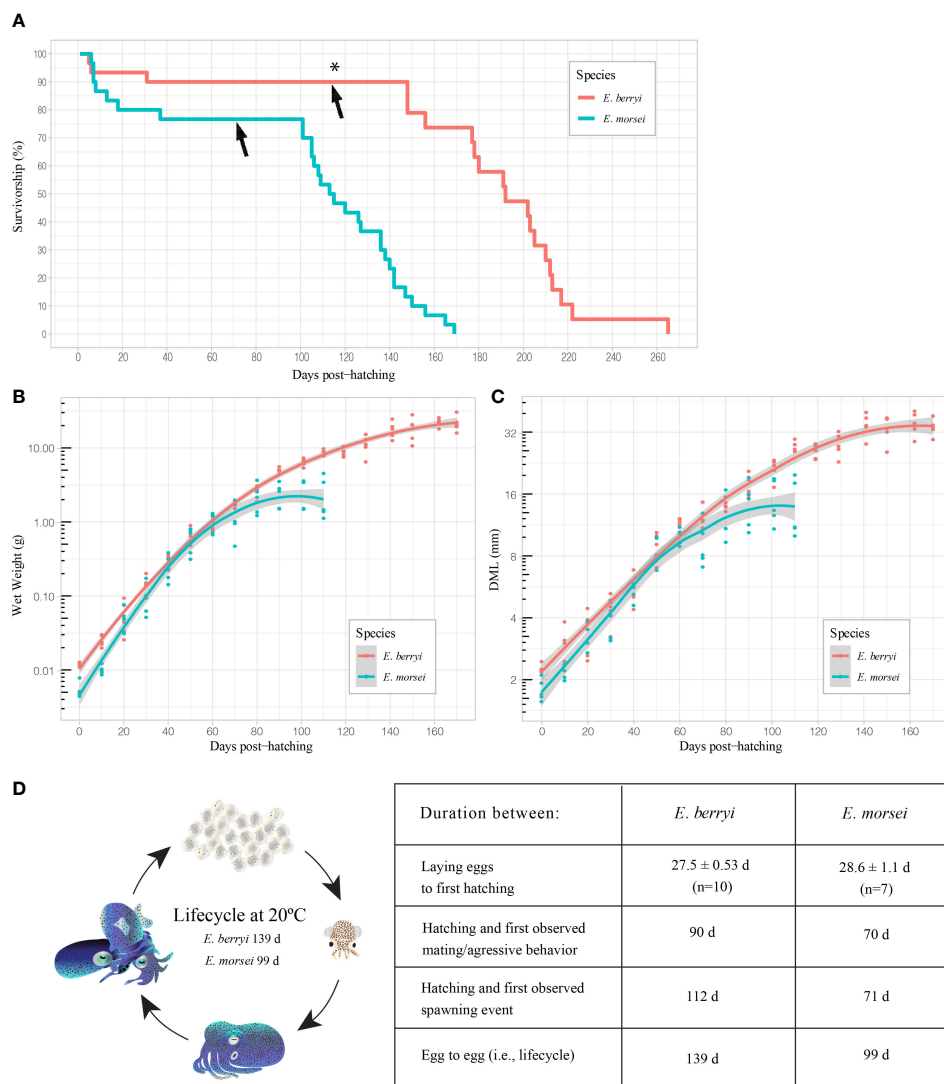 A
*
Species
E. berryi
E. morsei
100
90
80
70
60
50
40
30
20
10
0
Survivorship (%)
0 20 40 60 80 100 120 140 160 180 200 220 240 260
Days post-hatching
B
10.00
1.00
0.10
0.01
Wet Weight (g)
Species
E. berryi
E. morsei
0 20 40 60 80 100 120 140 160
Days post-hatching
C
32
16
8
4
2
DML (mm)
Species
E. berryi
E. morsei
0 20 40 60 80 100 120 140 160
Days post-hatching
D
Lifecycle at 20ºC
E. berryi 139 d
E. morsei 99 d
Duration between: E. berryi E. morsei
Laying eggs
to first hatching
27.5 ± 0.53 d
(n=10)
28.6 ± 1.1 d
(n=7)
Hatching and first observed
mating/agressive behavior
90 d 70 d
Hatching and first observed
spawning event
112 d 71 d
Egg to egg (i.e., lifecycle) 139 d 99 d